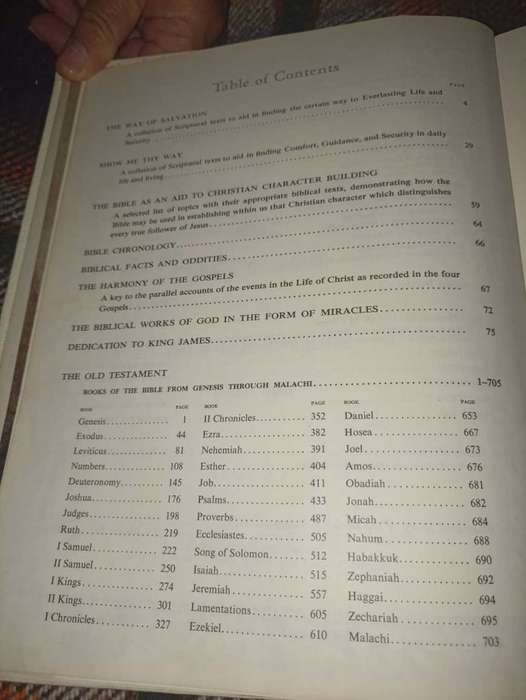 Table of Contents
PAGE
THE WAY OF SALVATION
A collation of Scriptural texts to aid in finding the certain way to Everlasting Life and
Security 4
SHOW ME THY WAY
A collation of Scriptural texts to aid in finding Comfort, Guidance, and Security in daily
life and living 29
THE BIBLE AS AN AID TO CHRISTIAN CHARACTER BUILDING
A selected list of topics with their appropriate biblical texts, demonstrating how the
Bible may be used in establishing within us that Christian character which distinguishes
every true follower of Jesus 59
BIBLE CHRONOLOGY 64
BIBLICAL FACTS AND ODDITIES 66
THE HARMONY OF THE GOSPELS
A key to the parallel accounts of the events in the Life of Christ as recorded in the four
Gospels 67
THE BIBLICAL WORKS OF GOD IN THE FORM OF MIRACLES 72
DEDICATION TO KING JAMES 75
THE OLD TESTAMENT
BOOKS OF THE BIBLE FROM GENESIS THROUGH MALACHI 1-705
BOOK PAGE
Genesis 1
Exodus 44
Leviticus 81
Numbers 108
Deuteronomy 145
Joshua 176
Judges 198
Ruth 219
I Samuel 222
II Samuel 250
I Kings 274
II Kings 301
I Chronicles 327
BOOK PAGE
II Chronicles 352
Ezra 382
Nehemiah 391
Esther 404
Job 411
Psalms 433
Proverbs 487
Ecclesiastes 505
Song of Solomon 512
Isaiah 515
Jeremiah 557
Lamentations 605
Ezekiel 610
BOOK PAGE
Daniel 653
Hosea 667
Joel 673
Amos 676
Obadiah 681
Jonah 682
Micah 684
Nahum 688
Habakkuk 690
Zephaniah 692
Haggai 694
Zechariah 695
Malachi 703